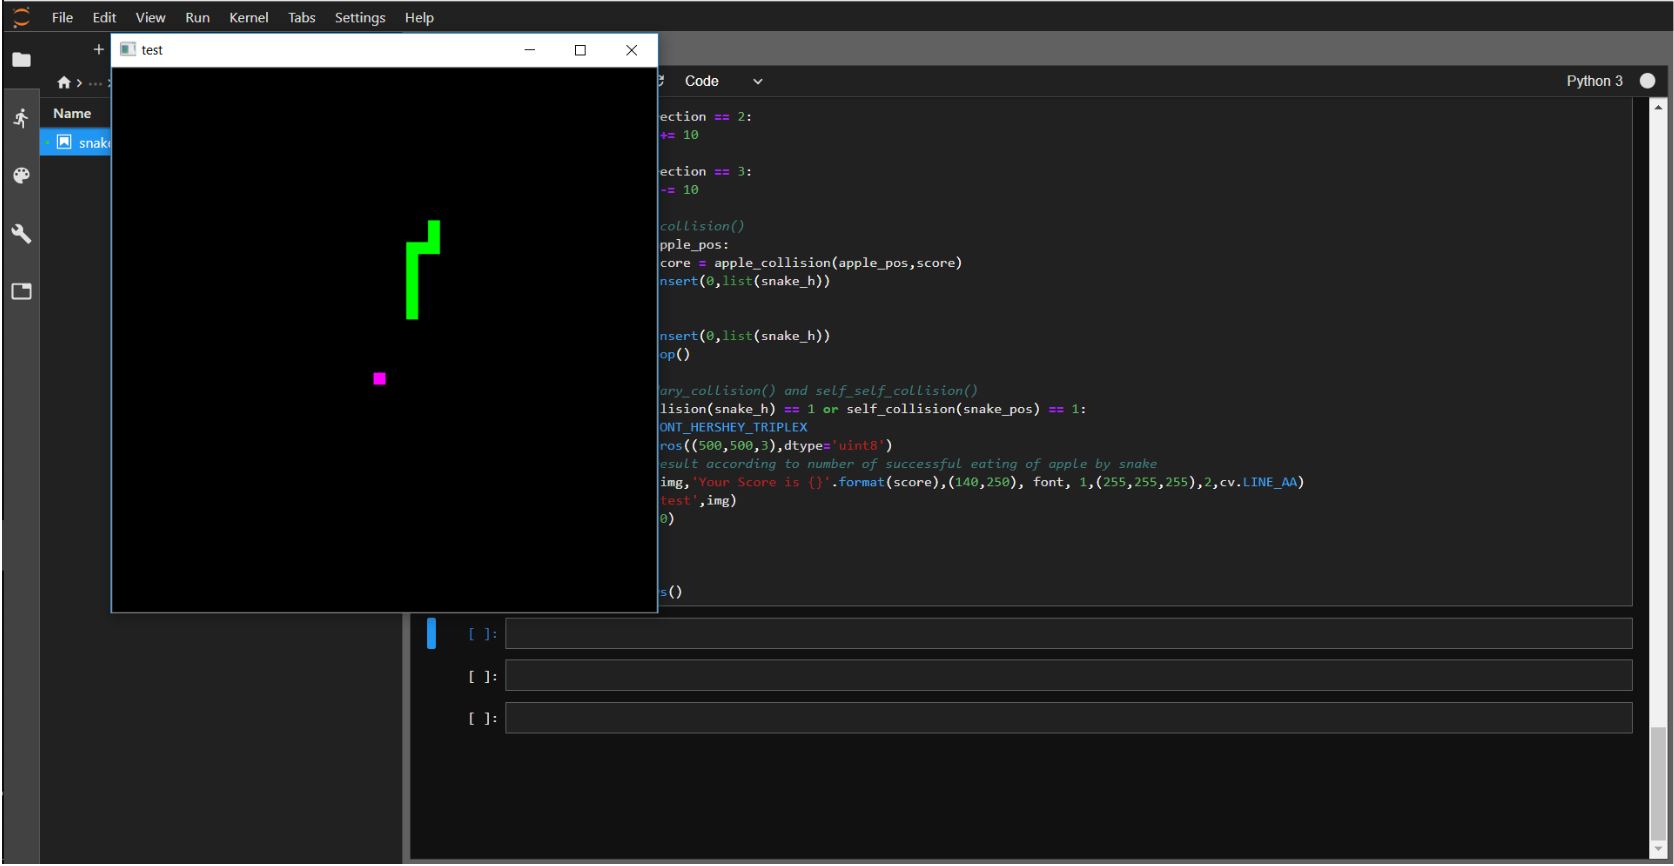 File Edit View Run Kernel Tabs Settings Help
+
test
Code
Python 3
Name
snake
ection == 2:
+= 10
ection == 3:
-= 10
collision()
pple_pos:
core = apple_collision(apple_pos,score)
nsert(0,list(snake_h))
nsert(0,list(snake_h))
op()
dary_collision() and self_self_collision()
lision(snake_h) == 1 or self_collision(snake_pos) == 1:
ONT_HERSHEY_TRIPLEX
ros((500,500,3),dtype='uint8')
esult according to number of successful eating of apple by snake
img,'Your Score is {}'.format(score),(140,250), font, 1,(255,255,255),2,cv.LINE_AA)
test',img)
0)
s()
[ ]:
[ ]:
[ ]: